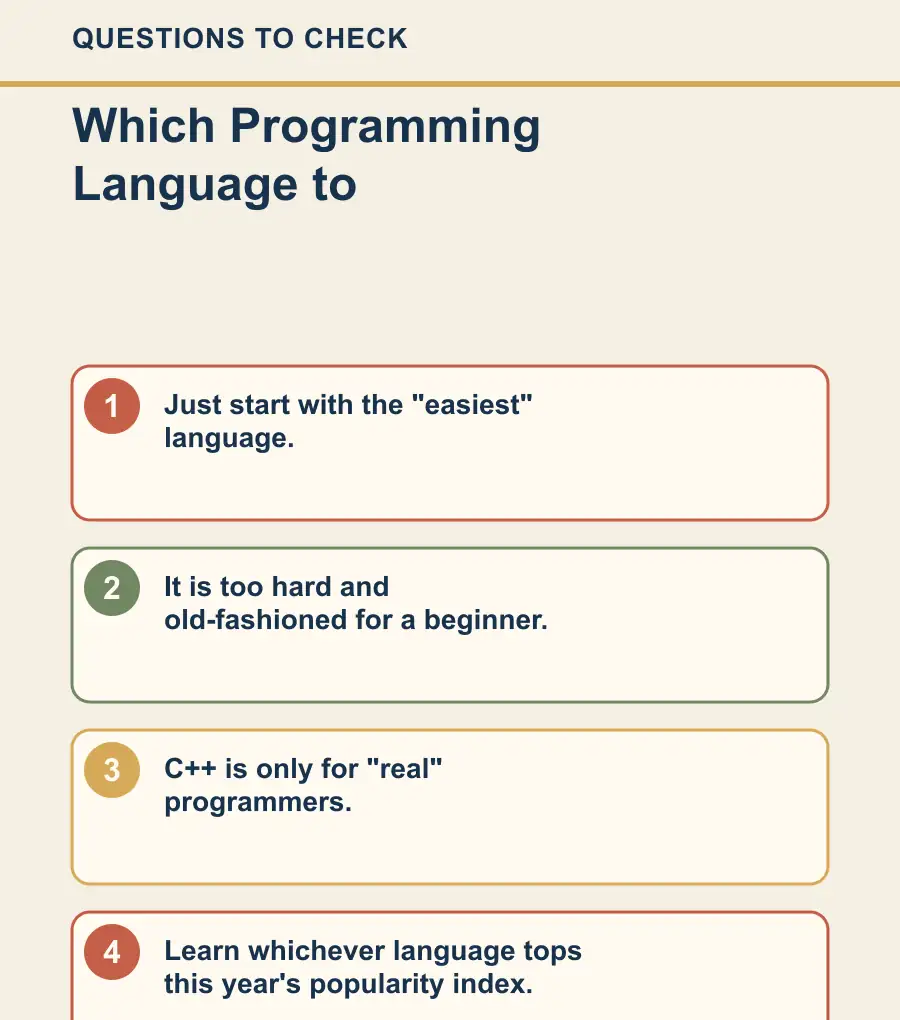 QUESTIONS TO CHECK
Which Programming
Language to
1
Just start with the "easiest"
language.
2
It is too hard and
old-fashioned for a beginner.
3
C++ is only for "real"
programmers.
4
Learn whichever language tops
this year's popularity index.